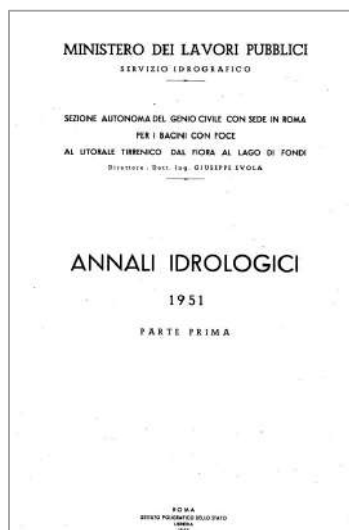 MINISTERO DEI LAVORI PUBBLICI
SERVIZIO IDROGRAFICO
SEZIONE AUTONOMA DEL GENIO CIVILE CON SEDE IN ROMA
PER I BACINI CON FOCE
AL LITORALE TIRRENICO DAL FIORA AL LAGO DI FONDI
Direttore: Dott. Ing. GIUSEPPE EVOLA
ANNALI IDROLOGICI
1951
PARTE PRIMA
ROMA
ISTITUTO POLIGRAFICO DELLO STATO
LIBRERIA